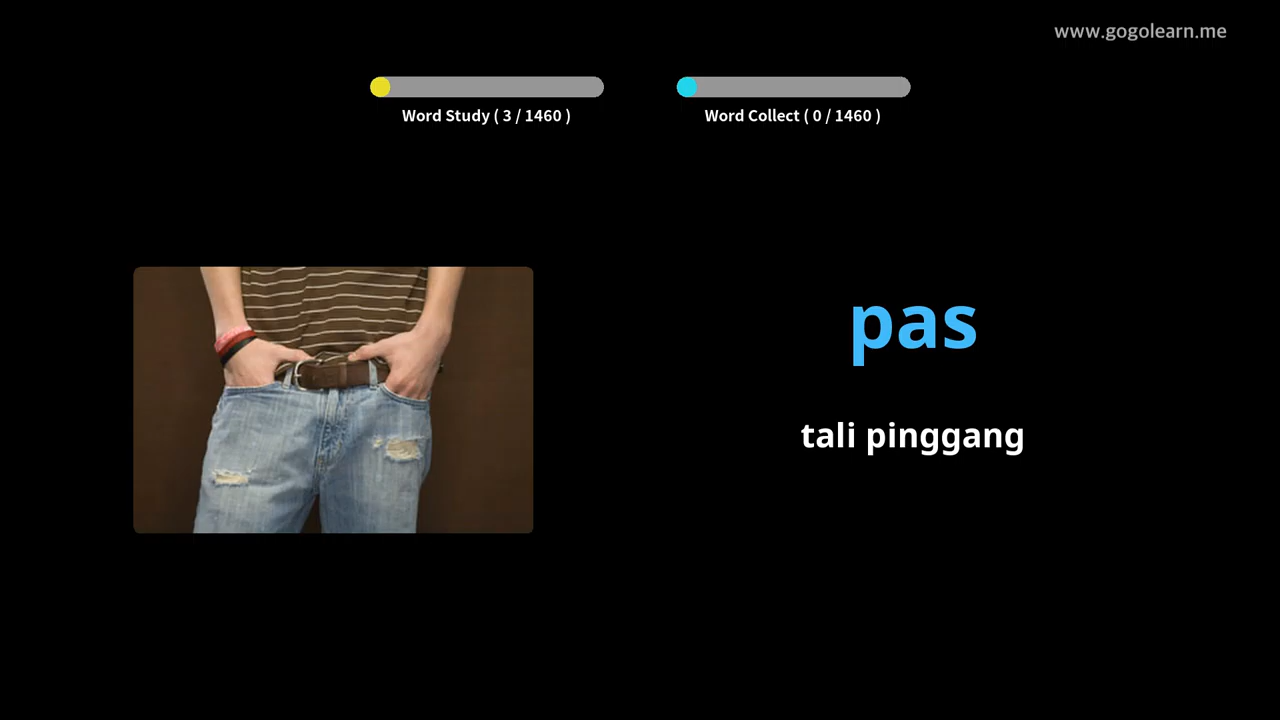 www.gogolearn.me
Word Study ( 3 / 1460 )
Word Collect ( 0 / 1460 )
pas
tali pinggang